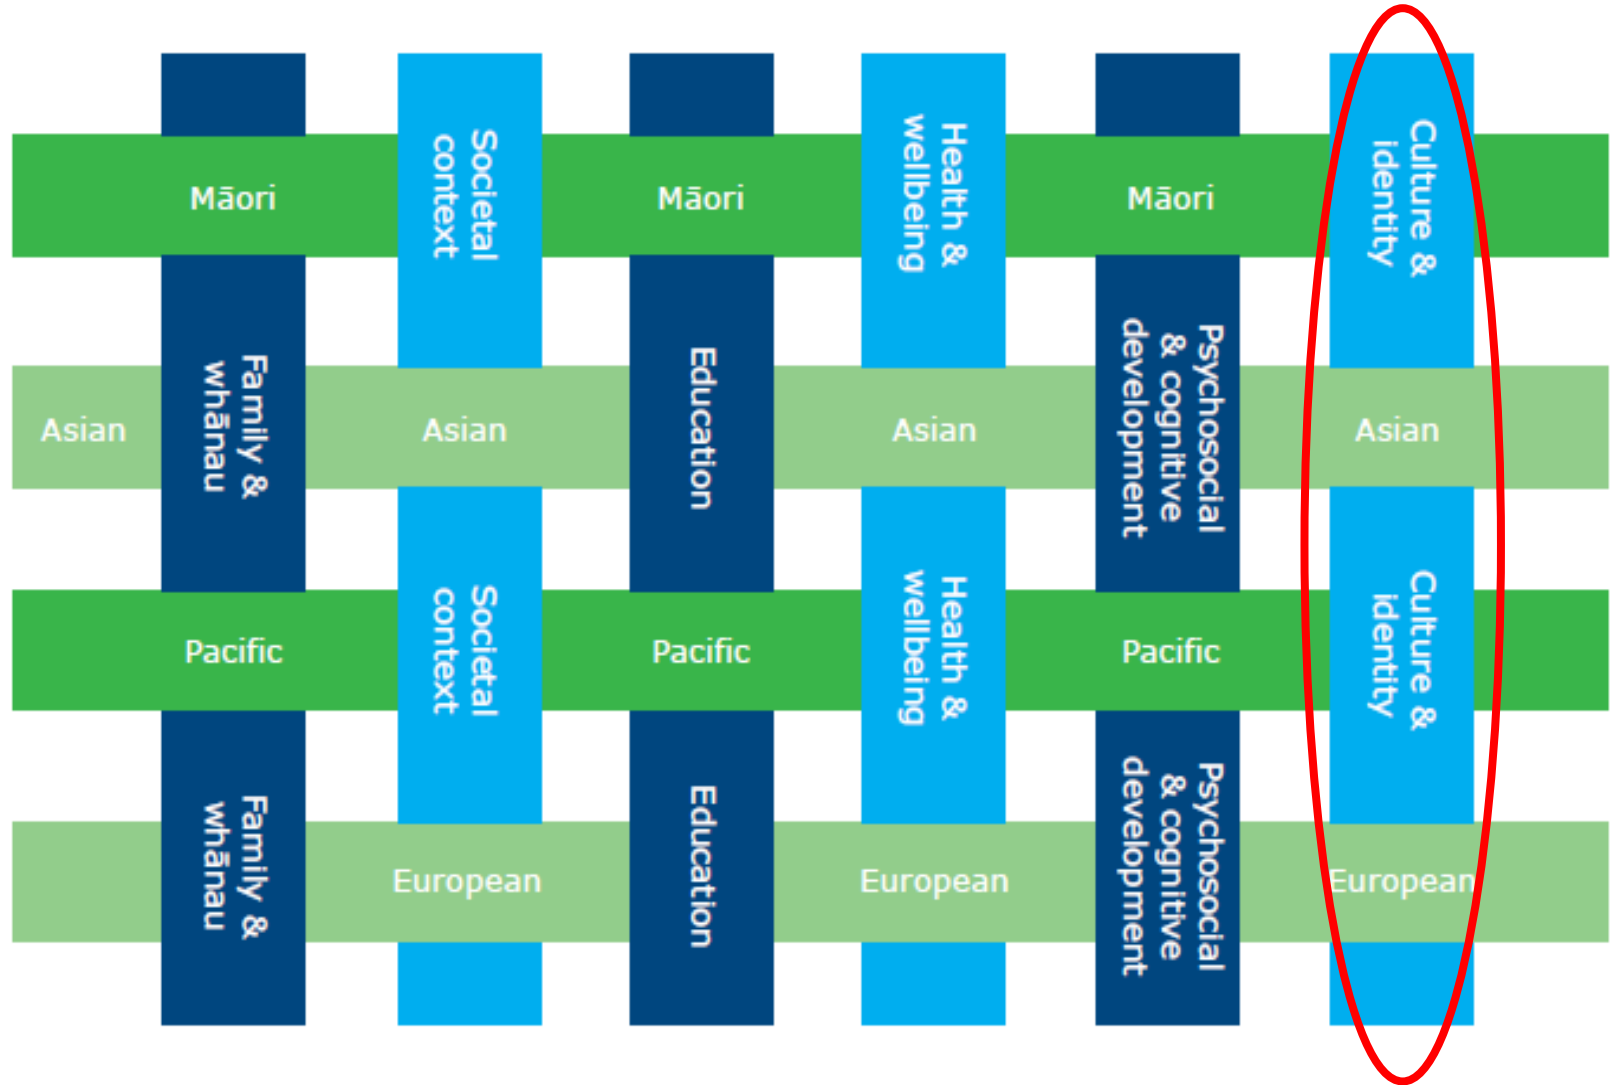 Māori
Societal
context
Māori
Health &
wellbeing
Māori
Culture &
identity
Asian
Family &
whānau
Asian
Education
Asian
Psychosocial
& cognitive
development
Asian
Pacific
Societal
context
Pacific
Health &
wellbeing
Pacific
Culture &
identity
Family &
whānau
European
Education
European
Psychosocial
& cognitive
development
European